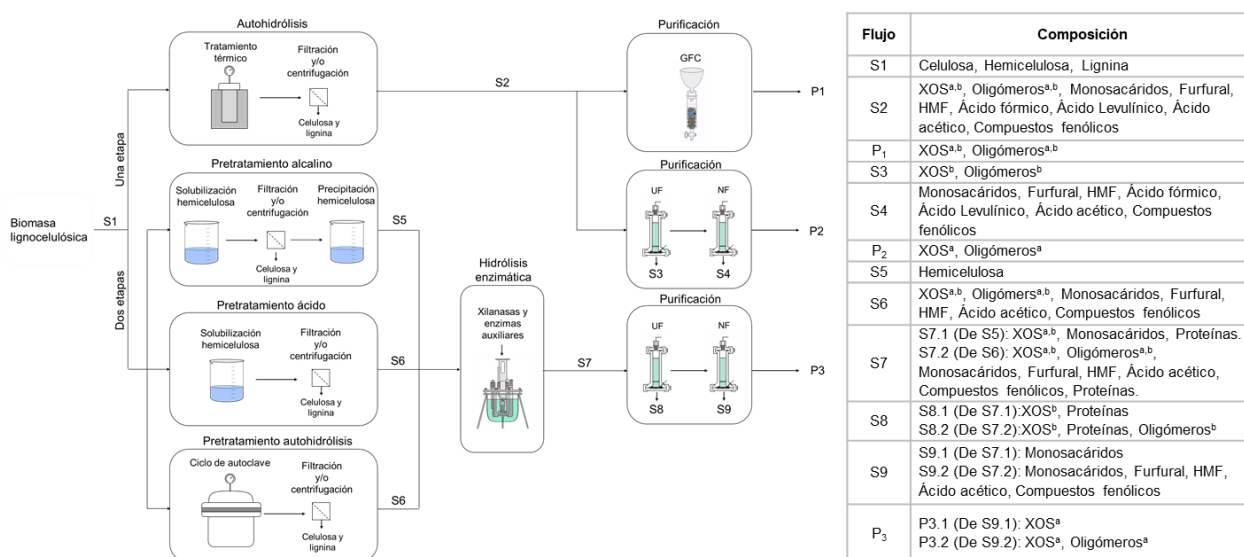 Autohidrólisis
Tratamiento
térmico
Filtración
y/o
centrifugación
Celulosa y
lignina
S2
Purificación
GFC
P1
Una etapa
Pretratamiento alcalino
Solubilización
hemicelulosa
Filtración
y/o
centrifugación
Precipitación
hemicelulosa
Celulosa y
lignina
S5
Purificación
UF
NF
S3
S4
P2
Biomasa
lignocelulósica
S1
Dos etapas
Pretratamiento ácido
Solubilización
hemicelulosa
Filtración
y/o
centrifugación
Celulosa y
lignina
S6
Hidrólisis
enzimática
Xilanasas y
enzimas
auxiliares
S7
Purificación
UF
NF
S8
S9
P3
Pretratamiento autohidrólisis
Ciclo de autoclave
Filtración
y/o
centrifugación
Celulosa y
lignina
S6
Flujo Composición
S1 Celulosa, Hemicelulosa, Lignina
S2 XOSa,b, Oligómerosa,b, Monosacáridos, Furfural,
HMF, Ácido fórmico, Ácido Levulínico, Ácido
acético, Compuestos fenólicos
P1 XOSa,b, Oligómerosa,b
S3 XOSb, Oligómerosb
S4 Monosacáridos, Furfural, HMF, Ácido fórmico,
Ácido Levulínico, Ácido acético, Compuestos
fenólicos
P2 XOSa, Oligómerosa
S5 Hemicelulosa
S6 XOSa,b, Oligómersa,b, Monosacáridos, Furfural,
HMF, Ácido acético, Compuestos fenólicos
S7 S7.1 (De S5): XOSa,b, Monosacáridos, Proteínas.
S7.2 (De S6): XOSa,b, Oligómerosa,b,
Monosacáridos, Furfural, HMF, Ácido acético,
Compuestos fenólicos, Proteínas.
S8 S8.1 (De S7.1):XOSb, Proteínas
S8.2 (De S7.2):XOSb, Proteínas, Oligómerosb
S9 S9.1 (De S7.1): Monosacáridos
S9.2 (De S7.2): Monosacáridos, Furfural, HMF,
Ácido acético, Compuestos fenólicos
P3 P3.1 (De S9.1): XOSa
P3.2 (De S9.2): XOSa, Oligómerosa